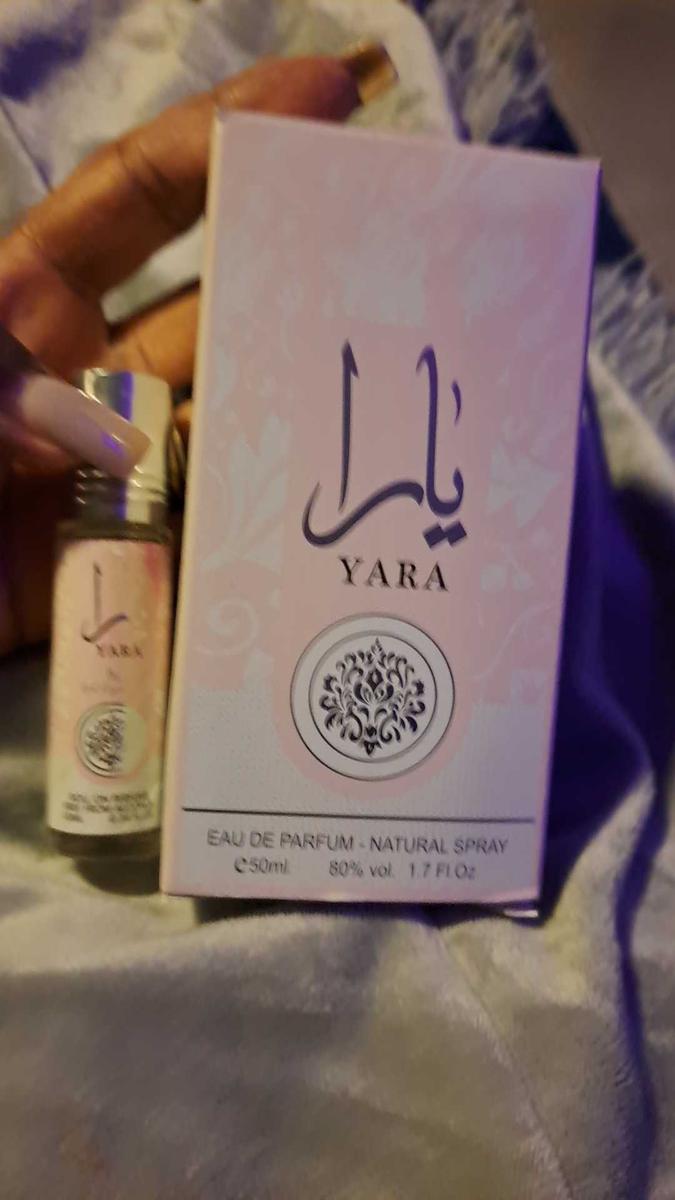 يارا
YARA
EAU DE PARFUM - NATURAL SPRAY
℮50ml. 80% vol. 1.7 Fl.Oz
YARA